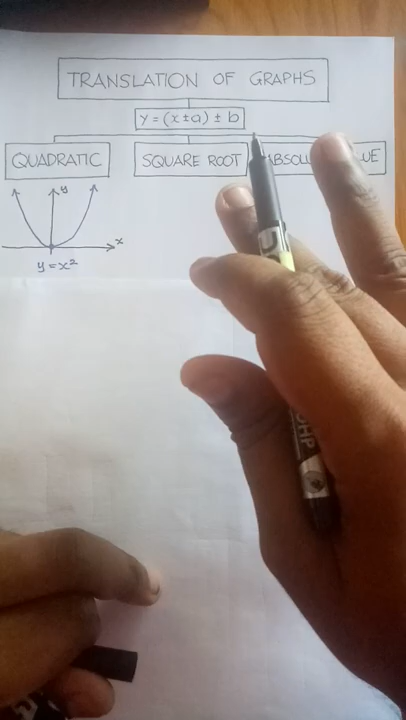 TRANSLATION OF GRAPHS
y = (x ± a) ± b
QUADRATIC
SQUARE ROOT
y
x
y = x²